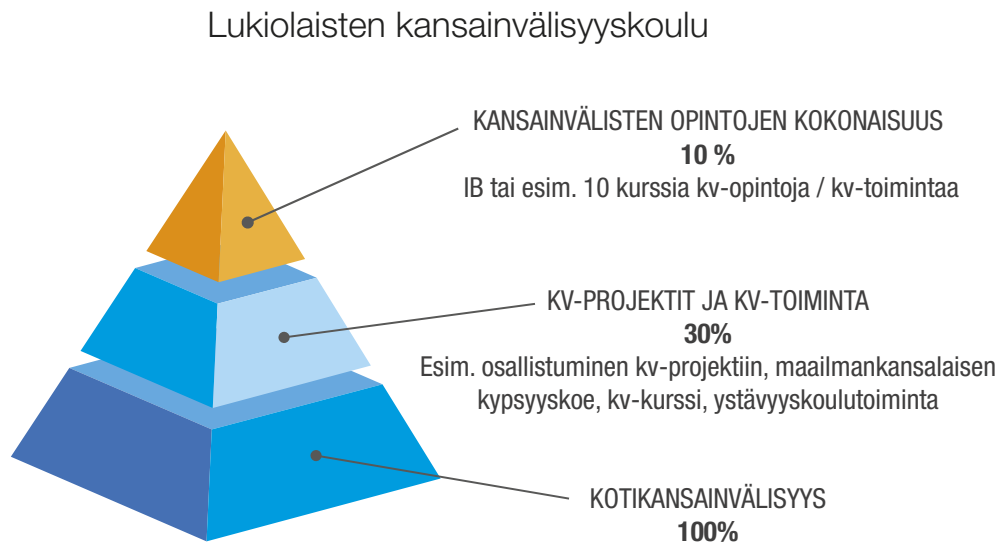 Lukiolaisten kansainvälisyyskoulu
KANSAINVÄLISTEN OPINTOJEN KOKONAISUUS
10 %
IB tai esim. 10 kurssia kv-opintoja / kv-toimintaa
KV-PROJEKTIT JA KV-TOIMINTA
30%
Esim. osallistuminen kv-projektiin, maailmankansalaisen
kypsyyskoe, kv-kurssi, ystävyyskoulutoiminta
KOTIKANSAINVÄLISYYS
100%